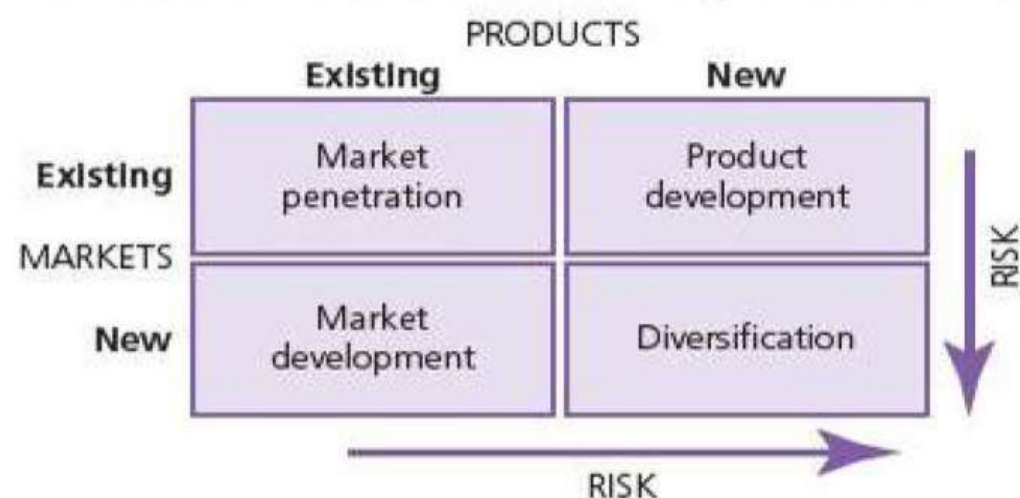 PRODUCTS
Existing New
Existing
Market
penetration
Product
development
MARKETS
New
Market
development
Diversification
RISK
RISK